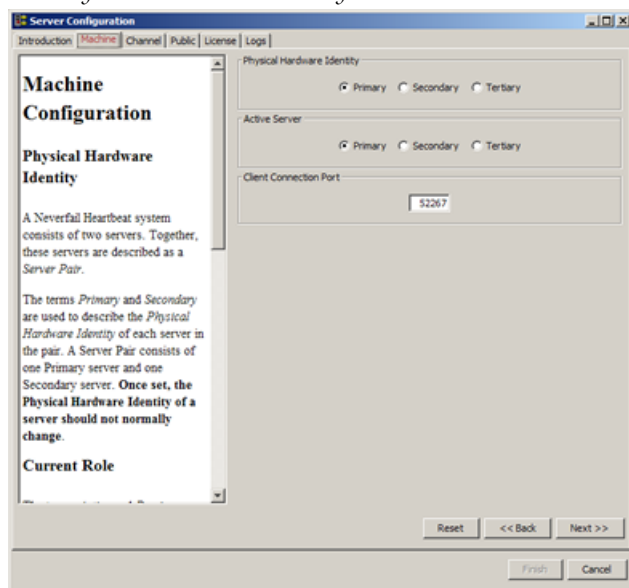 Server Configuration
Introduction Machine Channel Public License Logs
Machine
Configuration
Physical Hardware
Identity
A Neverfail Heartbeat system
consists of two servers. Together,
these servers are described as a
Server Pair.
The terms Primary and Secondary
are used to describe the Physical
Hardware Identity of each server in
the pair. A Server Pair consists of
one Primary server and one
Secondary server. Once set, the
Physical Hardware Identity of a
server should not normally
change.
Current Role
Physical Hardware Identity
Primary Secondary Tertiary
Active Server
Primary Secondary Tertiary
Client Connection Port
52267
Reset << Back Next >>
Finish Cancel